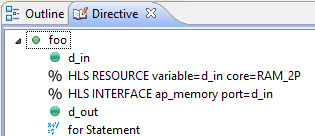 Outline Directive
foo
d_in
% HLS RESOURCE variable=d_in core=RAM_2P
% HLS INTERFACE ap_memory port=d_in
d_out
for Statement